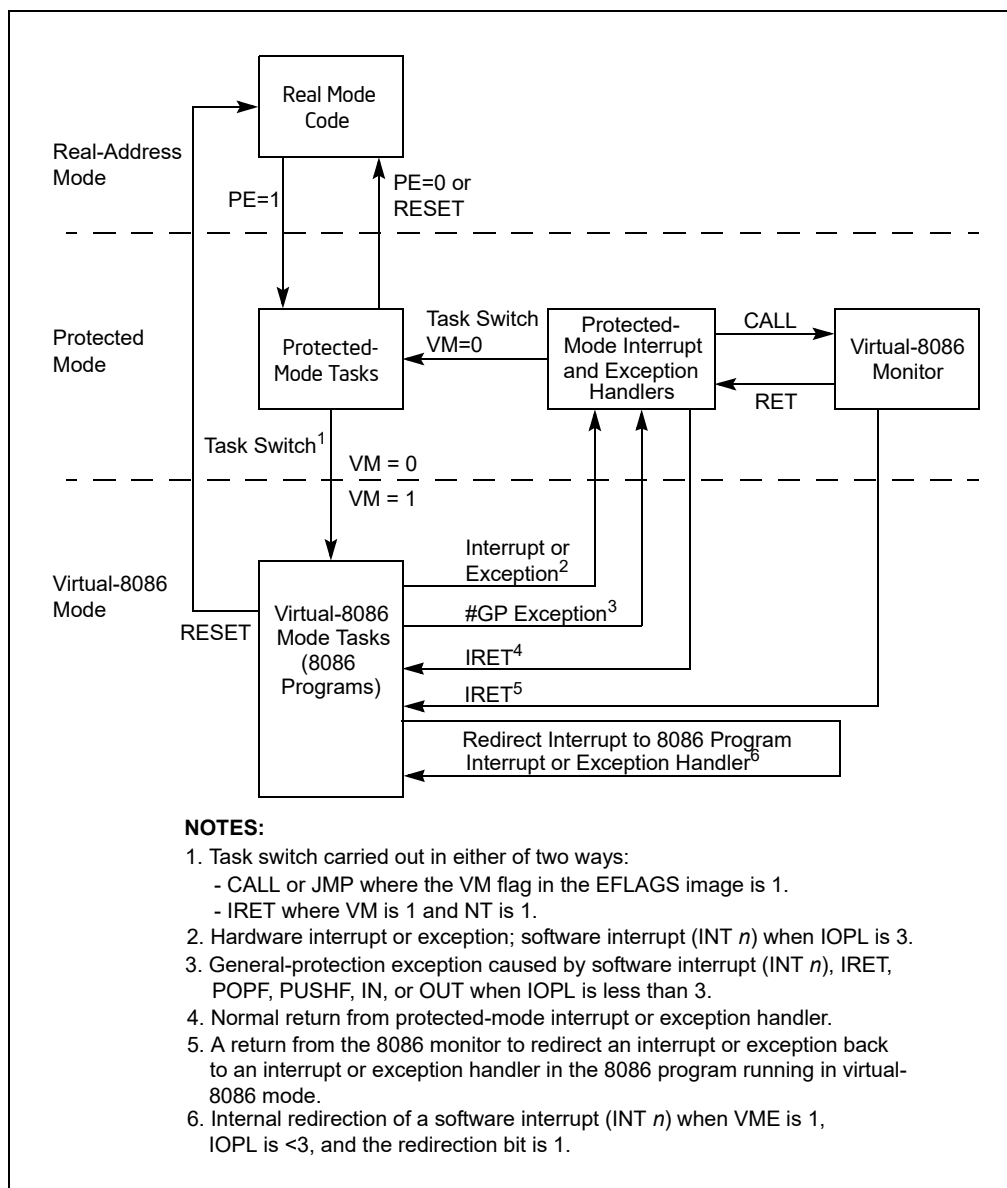 Real Mode
Code
Real-Address
Mode
PE=1
PE=0 or
RESET
Protected
Mode
Protected-
Mode Tasks
Task Switch
VM=0
Protected-
Mode Interrupt
and Exception
Handlers
CALL
RET
Virtual-8086
Monitor
Task Switch1
VM = 0
VM = 1
Virtual-8086
Mode
RESET
Virtual-8086
Mode Tasks
(8086
Programs)
Interrupt or
Exception2
#GP Exception3
IRET4
IRET5
Redirect Interrupt to 8086 Program
Interrupt or Exception Handler6
NOTES:
1. Task switch carried out in either of two ways:
- CALL or JMP where the VM flag in the EFLAGS image is 1.
- IRET where VM is 1 and NT is 1.
2. Hardware interrupt or exception; software interrupt (INT n) when IOPL is 3.
3. General-protection exception caused by software interrupt (INT n), IRET,
POPF, PUSHF, IN, or OUT when IOPL is less than 3.
4. Normal return from protected-mode interrupt or exception handler.
5. A return from the 8086 monitor to redirect an interrupt or exception back
to an interrupt or exception handler in the 8086 program running in virtual-
8086 mode.
6. Internal redirection of a software interrupt (INT n) when VME is 1,
IOPL is <3, and the redirection bit is 1.